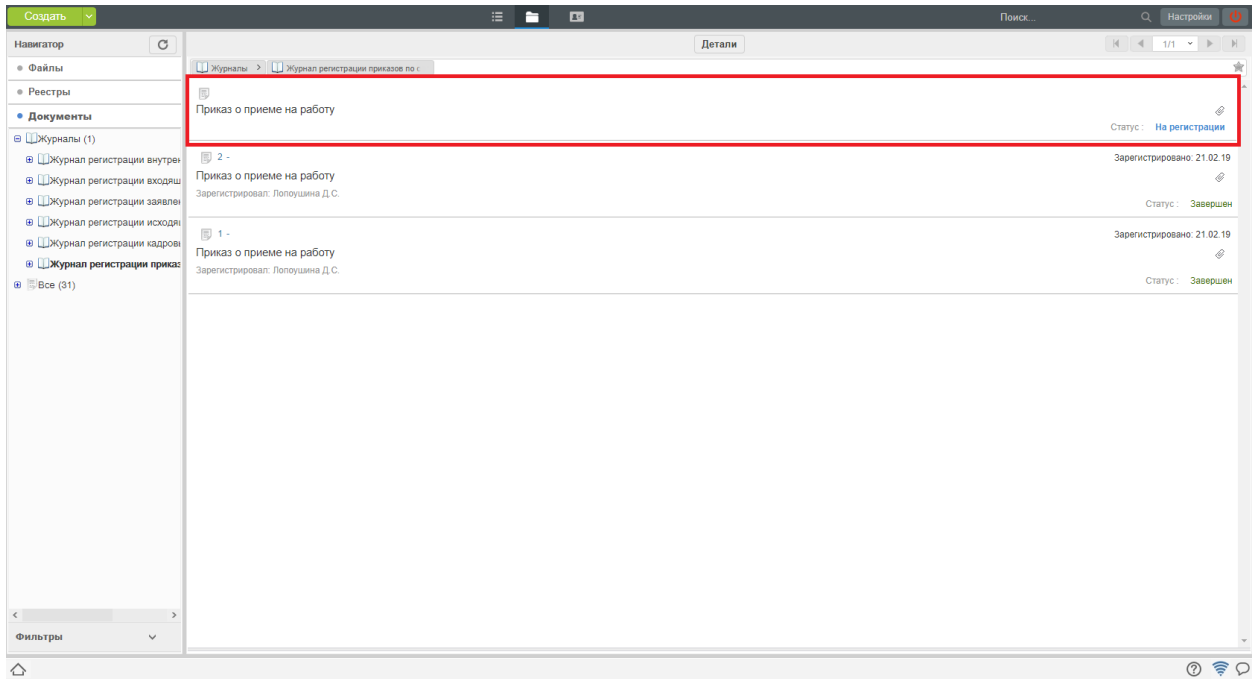 Создать
Поиск...
Настройки
Навигатор
Детали
1/1
Файлы
Реестры
Документы
Журналы (1)
Журнал регистрации внутрен
Журнал регистрации входящ
Журнал регистрации заявлен
Журнал регистрации исходящ
Журнал регистрации кадровы
Журнал регистрации приказ
Все (31)
Журналы > Журнал регистрации приказов по с
Приказ о приеме на работу
Статус : На регистрации
2 -
Зарегистрировано: 21.02.19
Приказ о приеме на работу
Зарегистрировал: Лопоушина Д.С.
Статус : Завершен
1 -
Зарегистрировано: 21.02.19
Приказ о приеме на работу
Зарегистрировал: Лопоушина Д.С.
Статус : Завершен
Фильтры